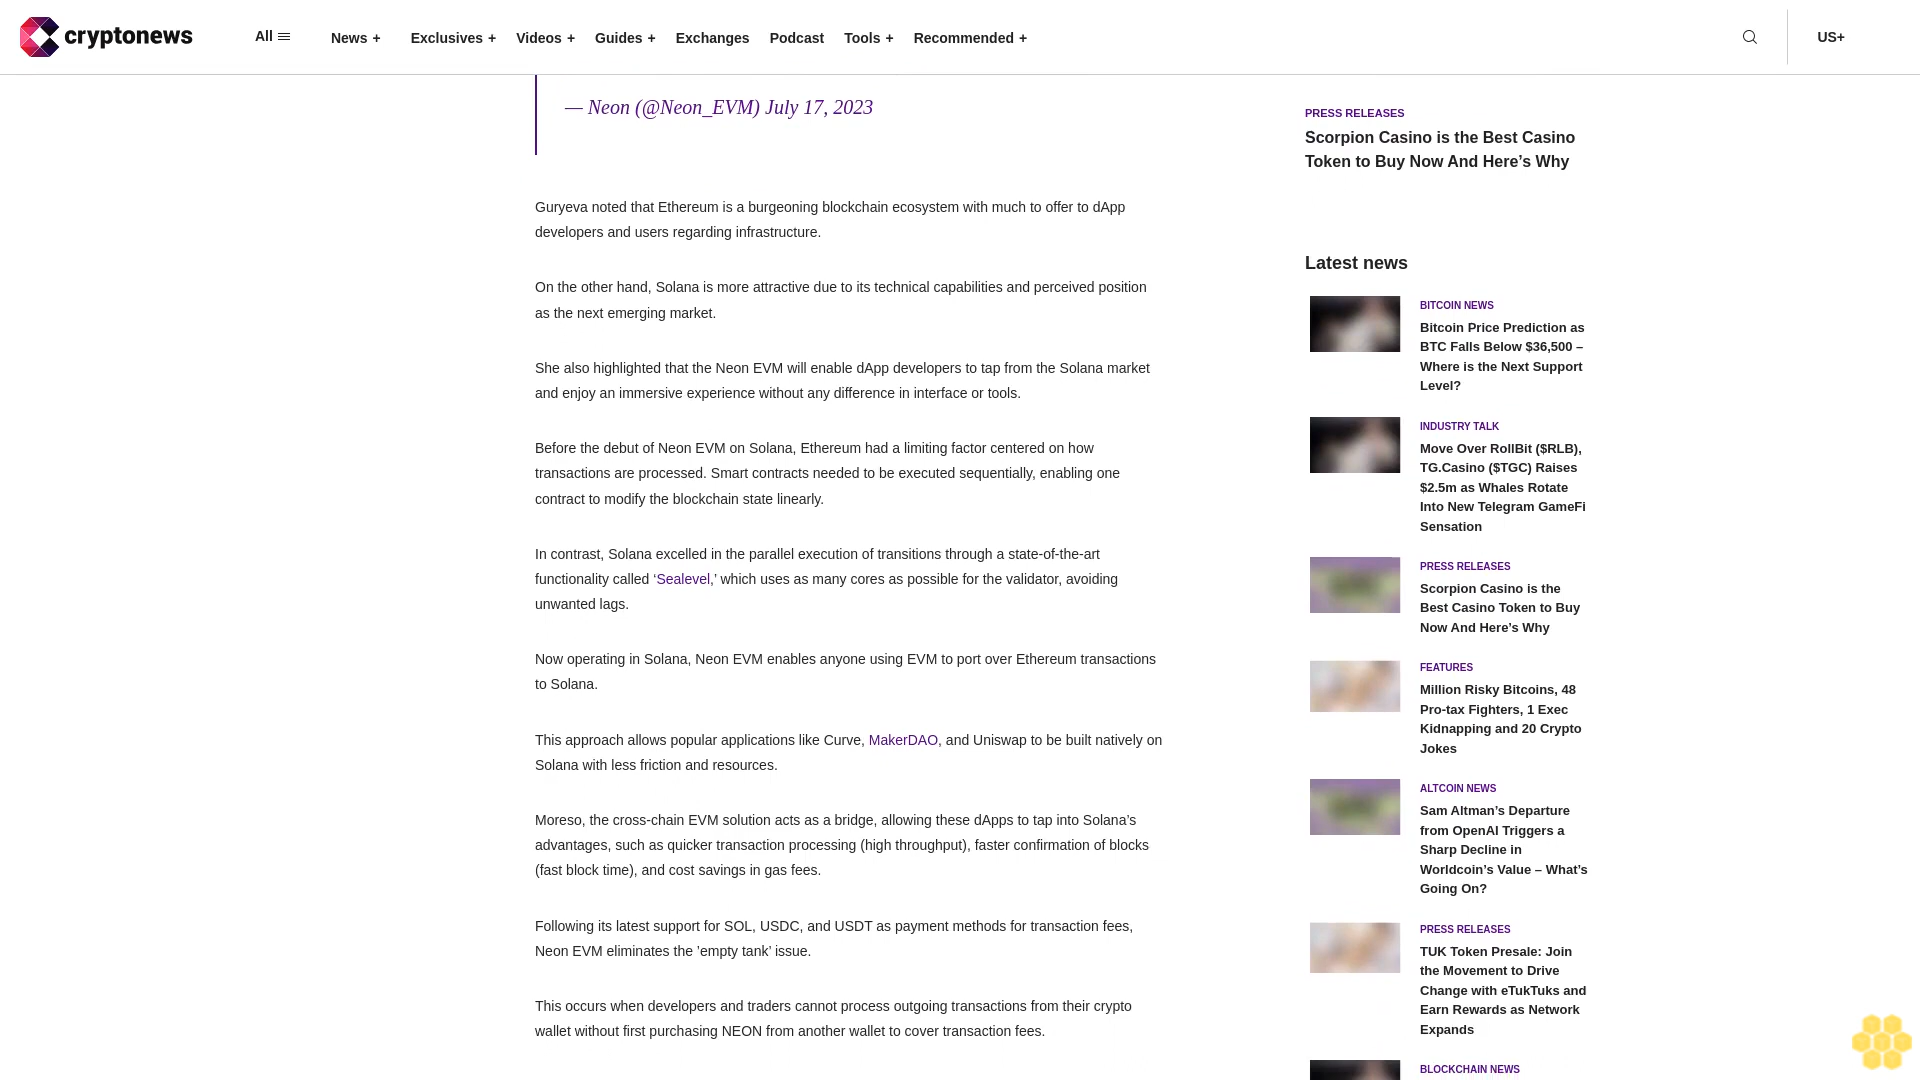 cryptonews
All
News +
Exclusives +
Videos +
Guides +
Exchanges
Podcast
Tools +
Recommended +
US+
— Neon (@Neon_EVM) July 17, 2023
Guryeva noted that Ethereum is a burgeoning blockchain ecosystem with much to offer to dApp
developers and users regarding infrastructure.
On the other hand, Solana is more attractive due to its technical capabilities and perceived position
as the next emerging market.
She also highlighted that the Neon EVM will enable dApp developers to tap from the Solana market
and enjoy an immersive experience without any difference in interface or tools.
Before the debut of Neon EVM on Solana, Ethereum had a limiting factor centered on how
transactions are processed. Smart contracts needed to be executed sequentially, enabling one
contract to modify the blockchain state linearly.
In contrast, Solana excelled in the parallel execution of transitions through a state-of-the-art
functionality called ‘Sealevel,’ which uses as many cores as possible for the validator, avoiding
unwanted lags.
Now operating in Solana, Neon EVM enables anyone using EVM to port over Ethereum transactions
to Solana.
This approach allows popular applications like Curve, MakerDAO, and Uniswap to be built natively on
Solana with less friction and resources.
Moreso, the cross-chain EVM solution acts as a bridge, allowing these dApps to tap into Solana’s
advantages, such as quicker transaction processing (high throughput), faster confirmation of blocks
(fast block time), and cost savings in gas fees.
Following its latest support for SOL, USDC, and USDT as payment methods for transaction fees,
Neon EVM eliminates the ’empty tank’ issue.
This occurs when developers and traders cannot process outgoing transactions from their crypto
wallet without first purchasing NEON from another wallet to cover transaction fees.
PRESS RELEASES
Scorpion Casino is the Best Casino
Token to Buy Now And Here’s Why
Latest news
BITCOIN NEWS
Bitcoin Price Prediction as
BTC Falls Below $36,500 –
Where is the Next Support
Level?
INDUSTRY TALK
Move Over RollBit ($RLB),
TG.Casino ($TGC) Raises
$2.5m as Whales Rotate
Into New Telegram GameFi
Sensation
PRESS RELEASES
Scorpion Casino is the
Best Casino Token to Buy
Now And Here’s Why
FEATURES
Million Risky Bitcoins, 48
Pro-tax Fighters, 1 Exec
Kidnapping and 20 Crypto
Jokes
ALTCOIN NEWS
Sam Altman’s Departure
from OpenAI Triggers a
Sharp Decline in
Worldcoin’s Value – What’s
Going On?
PRESS RELEASES
TUK Token Presale: Join
the Movement to Drive
Change with eTukTuks and
Earn Rewards as Network
Expands
BLOCKCHAIN NEWS